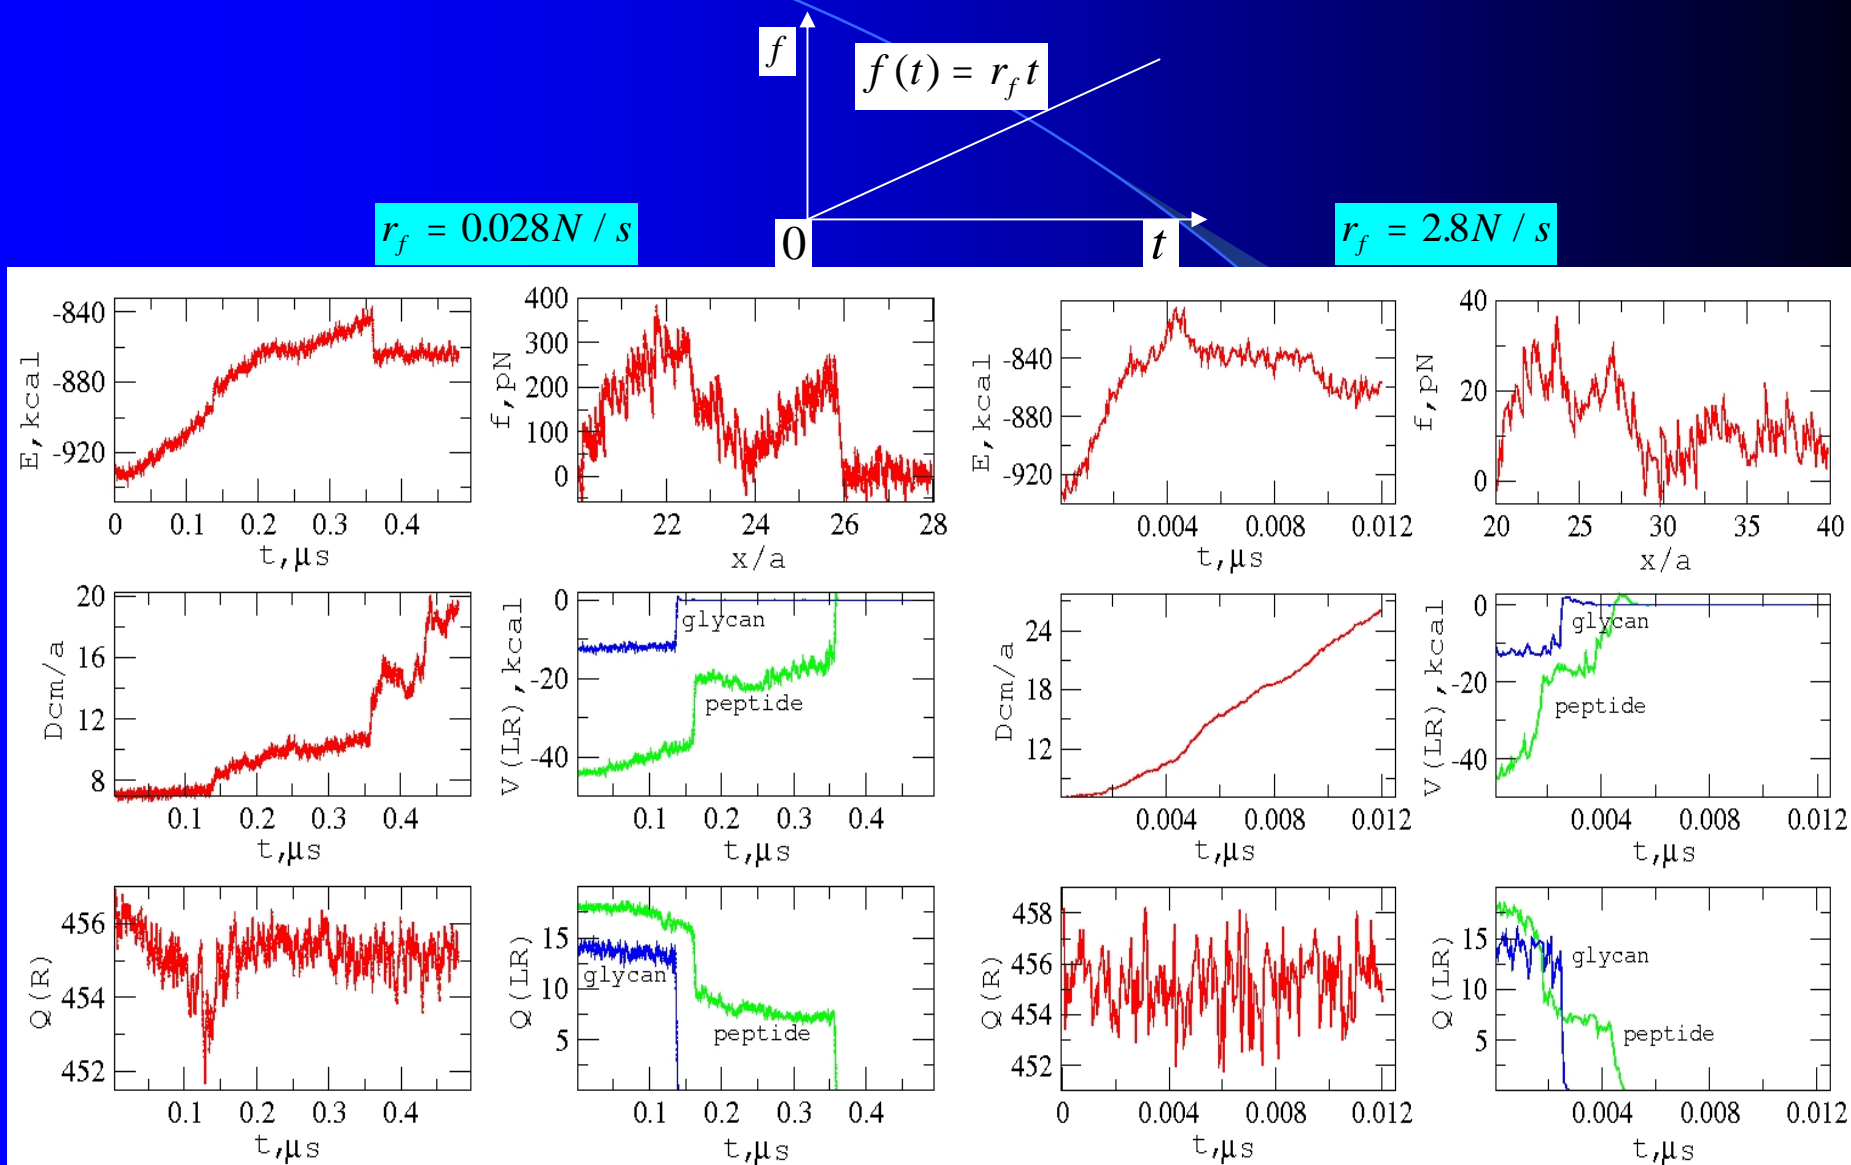 f
f(t) = r_f t
0
t
r_f = 0.028N / s
r_f = 2.8N / s
E,kcal
-840
-880
-920
0 0.1 0.2 0.3 0.4
t,μs
f,pN
400
300
200
100
0
22 24 26 28
x/a
E,kcal
-840
-880
-920
0.004 0.008 0.012
t,μs
f,pN
40
20
0
20 25 30 35 40
x/a
Dcm/a
20
16
12
8
0.1 0.2 0.3 0.4
t,μs
V(LR),kcal
0
-20
-40
glycan
peptide
0.1 0.2 0.3 0.4
t,μs
Dcm/a
24
18
12
0.004 0.008 0.012
t,μs
V(LR),kcal
0
-20
-40
glycan
peptide
0.004 0.008 0.012
t,μs
Q(R)
456
454
452
0.1 0.2 0.3 0.4
t,μs
Q(LR)
15
10
5
glycan
peptide
0.1 0.2 0.3 0.4
t,μs
Q(R)
458
456
454
452
0 0.004 0.008 0.012
t,μs
Q(LR)
15
10
5
glycan
peptide
0.004 0.008 0.012
t,μs